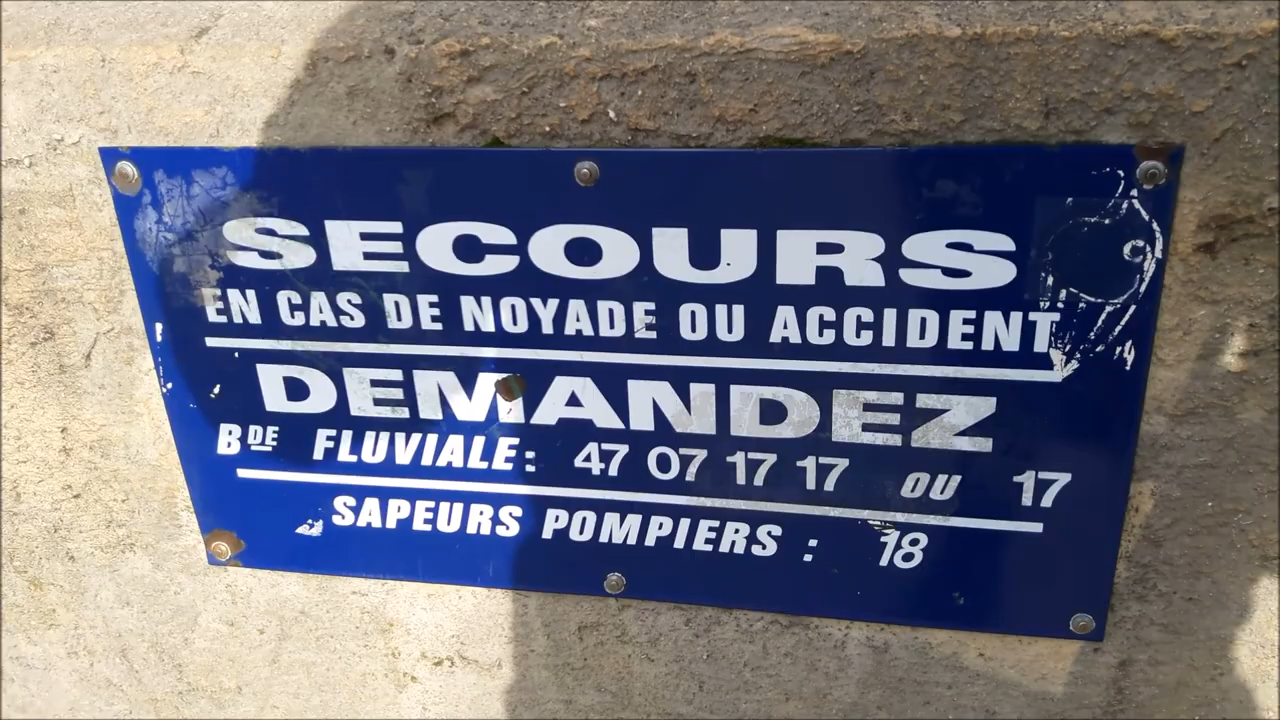 SECOURS
EN CAS DE NOYADE OU ACCIDENT
DEMANDEZ
BDE FLUVIALE: 47 07 17 17 OU 17
SAPEURS POMPIERS : 18